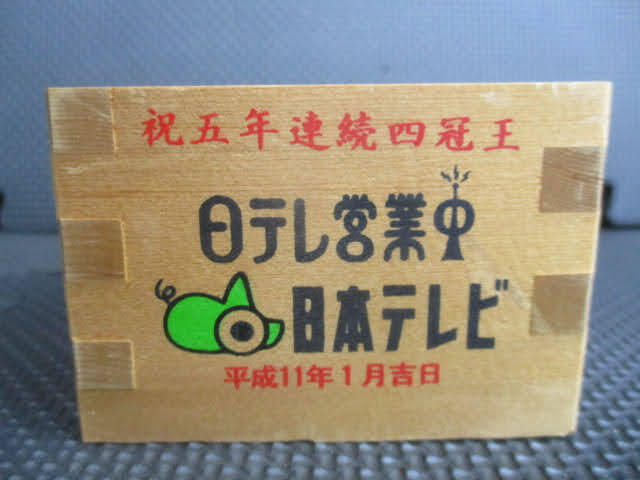 祝五年連続四冠王
日テレ営業中
日本テレビ
平成11年1月吉日